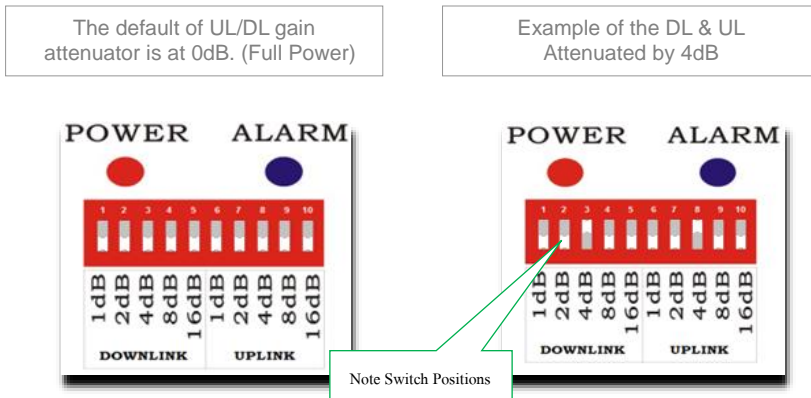 The default of UL/DL gain
attenuator is at 0dB. (Full Power)
Example of the DL & UL
Attenuated by 4dB
POWER ALARM
1 2 3 4 5 6 7 8 9 10
1dB 2dB 4dB 8dB 16dB 1dB 2dB 4dB 8dB 16dB
DOWNLINK UPLINK
POWER ALARM
1 2 3 4 5 6 7 8 9 10
1dB 2dB 4dB 8dB 16dB 1dB 2dB 4dB 8dB 16dB
DOWNLINK UPLINK
Note Switch Positions